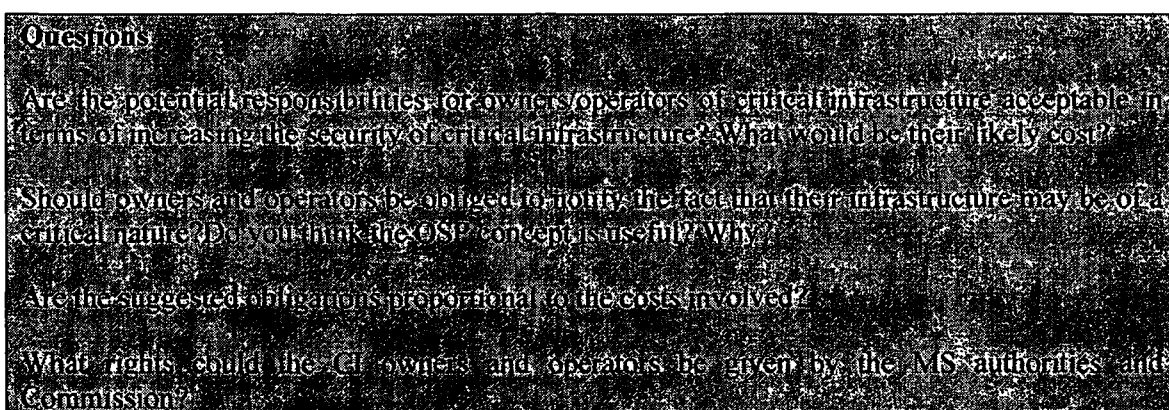 Questions
Are the potential responsibilities for owners/operators of critical infrastructure acceptable in
terms of increasing the security of critical infrastructure? What would be their likely cost?
Should owners and operators be obliged to notify the fact that their infrastructure may be of a
critical nature? Do you think the OSP concept is useful? Why?
Are the suggested obligations proportional to the costs involved?
What rights could the CI owners and operators be given by the MS authorities and
Commission?